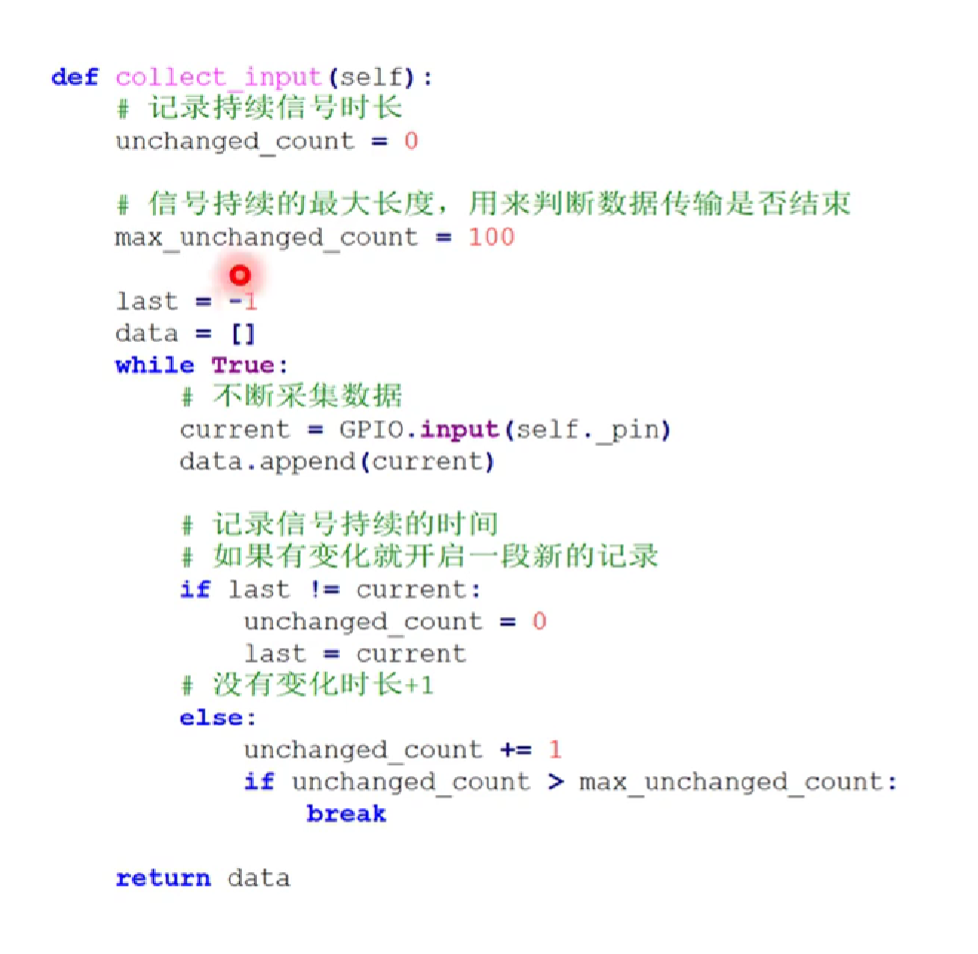 def collect_input(self):
# 记录持续信号时长
unchanged_count = 0
# 信号持续的最大长度，用来判断数据传输是否结束
max_unchanged_count = 100
last = -1
data = []
while True:
# 不断采集数据
current = GPIO.input(self._pin)
data.append(current)
# 记录信号持续的时间
# 如果有变化就开启一段新的记录
if last != current:
unchanged_count = 0
last = current
# 没有变化时长+1
else:
unchanged_count += 1
if unchanged_count > max_unchanged_count:
break
return data